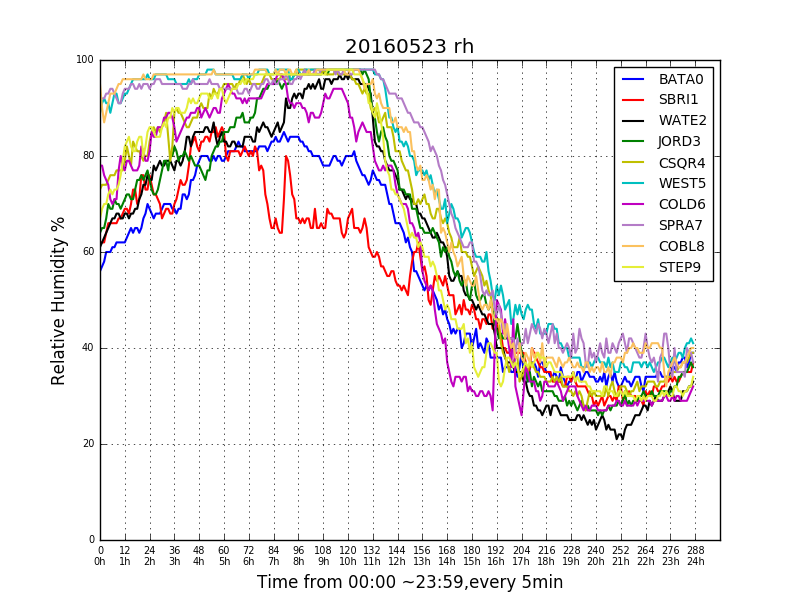 20160523 rh
Relative Humidity %
100
80
60
40
20
0
BATA0
SBRI1
WATE2
JORD3
CSQR4
WEST5
COLD6
SPRA7
COBL8
STEP9
0 12 24 36 48 60 72 84 96 108 120 132 144 156 168 180 192 204 216 228 240 252 264 276 288
0h 1h 2h 3h 4h 5h 6h 7h 8h 9h 10h 11h 12h 13h 14h 15h 16h 17h 18h 19h 20h 21h 22h 23h 24h
Time from 00:00 ~23:59,every 5min